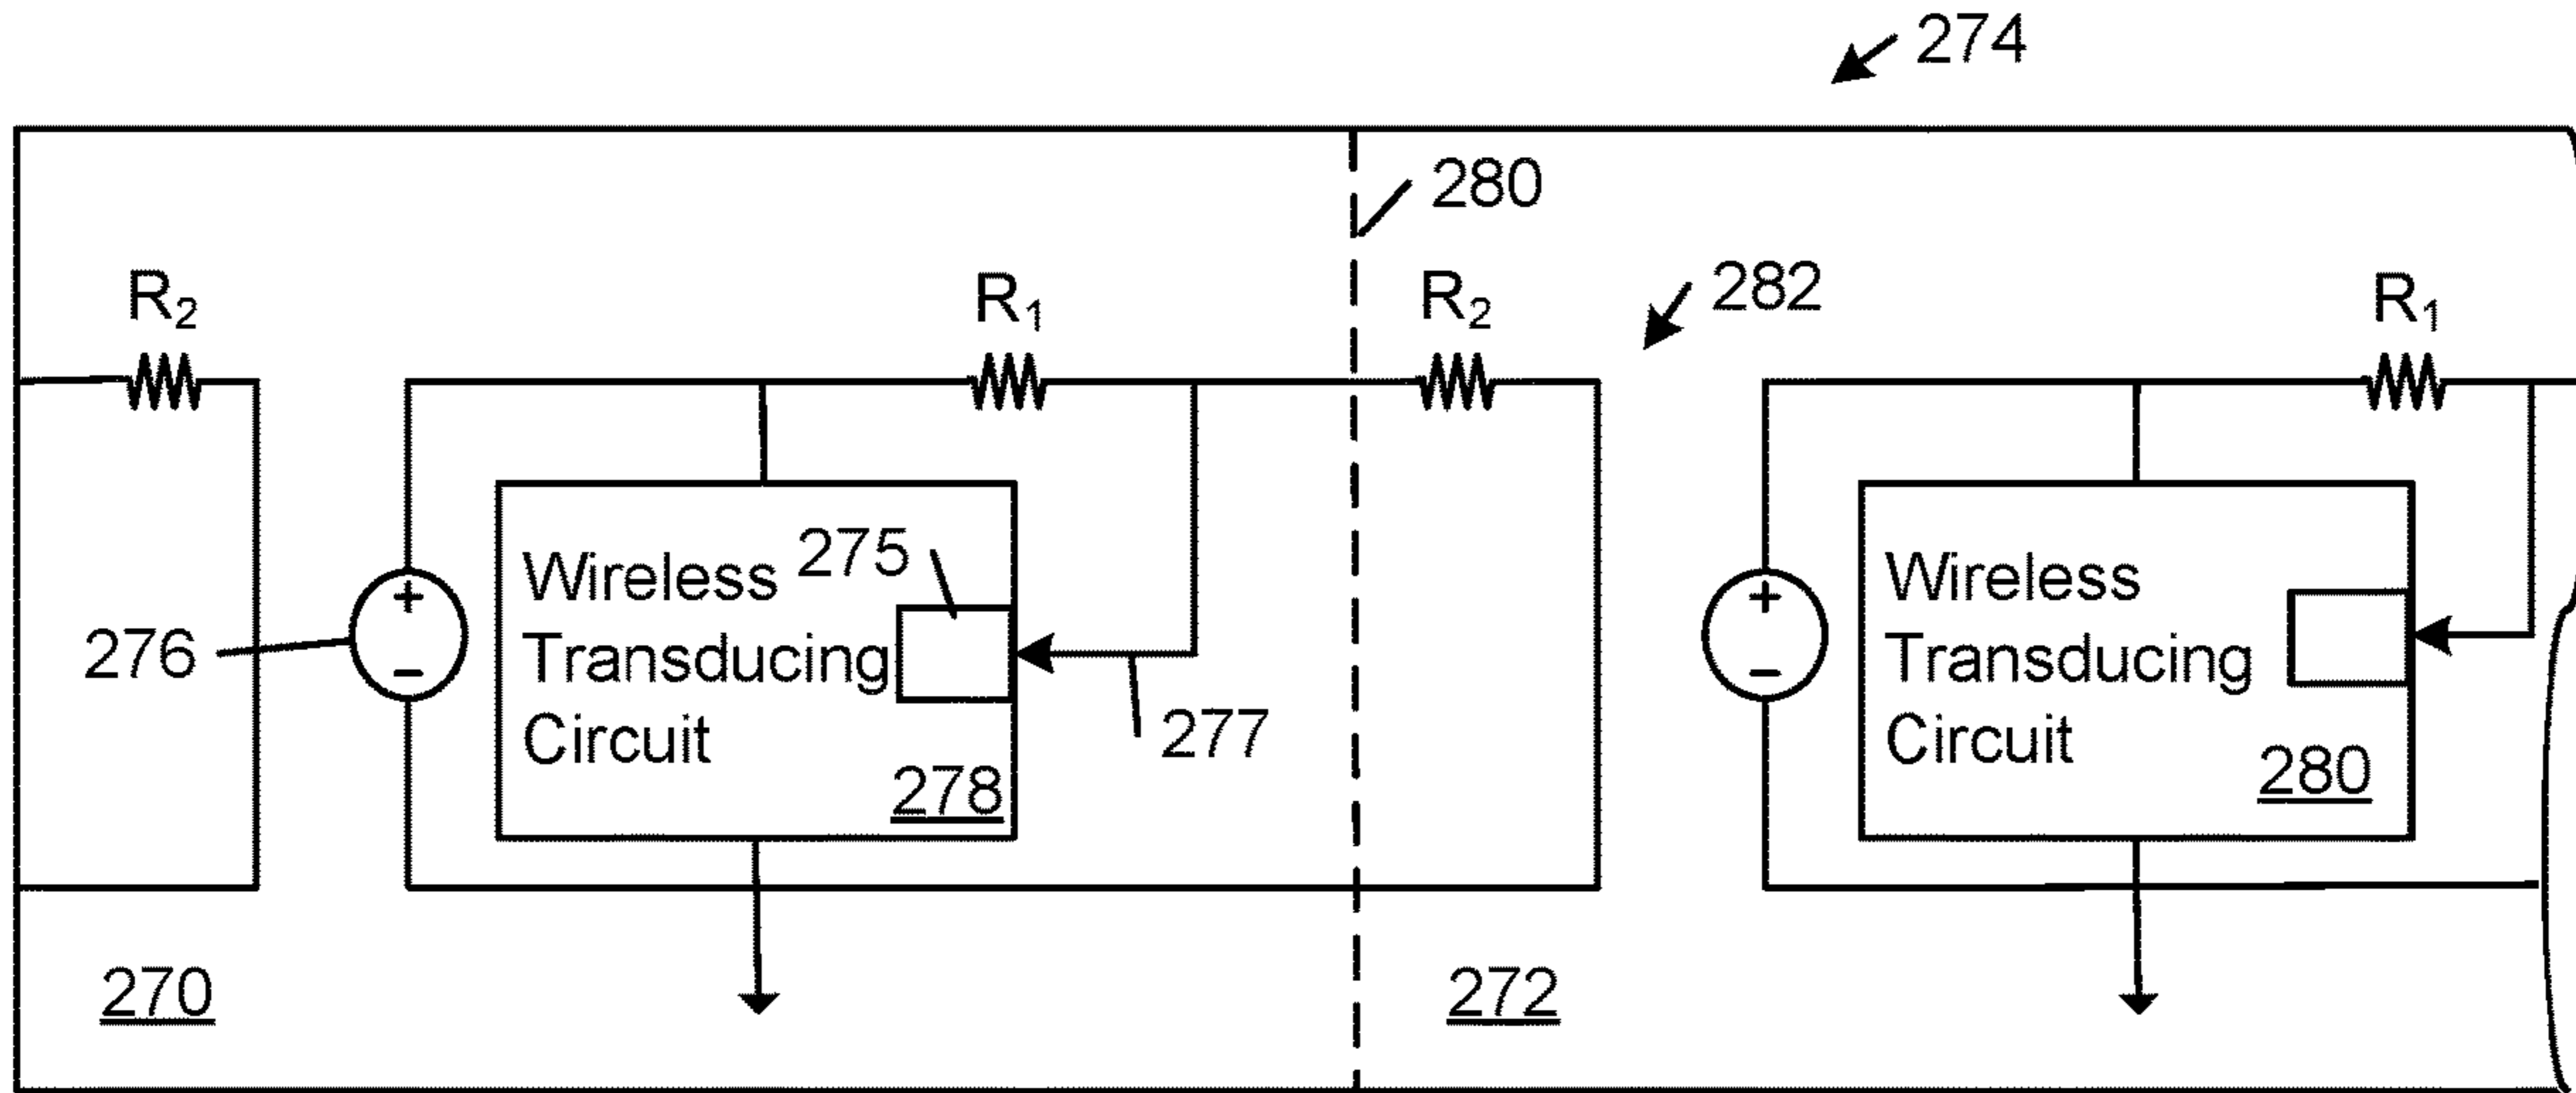 274
280
R2
R1
R2
282
R1
Wireless
Transducing
Circuit
275
276
277
278
Wireless
Transducing
Circuit
280
270
272